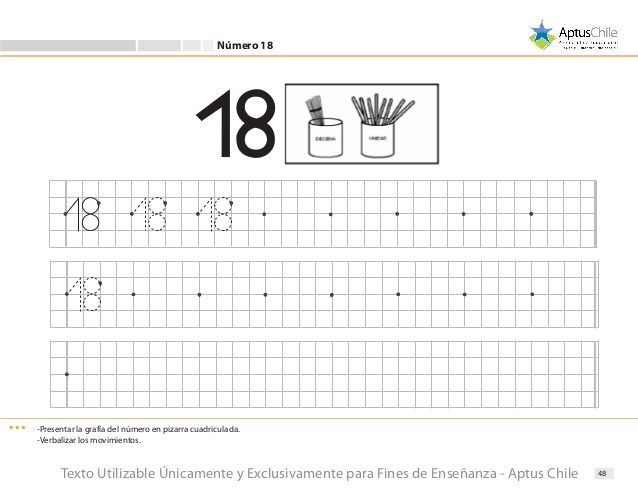 Número 18
AptusChile
18
DECENA
UNIDAD
18 18 18
18
-Presentar la grafía del número en pizarra cuadriculada.
-Verbalizar los movimientos.
Texto Utilizable Únicamente y Exclusivamente para Fines de Enseñanza - Aptus Chile
48